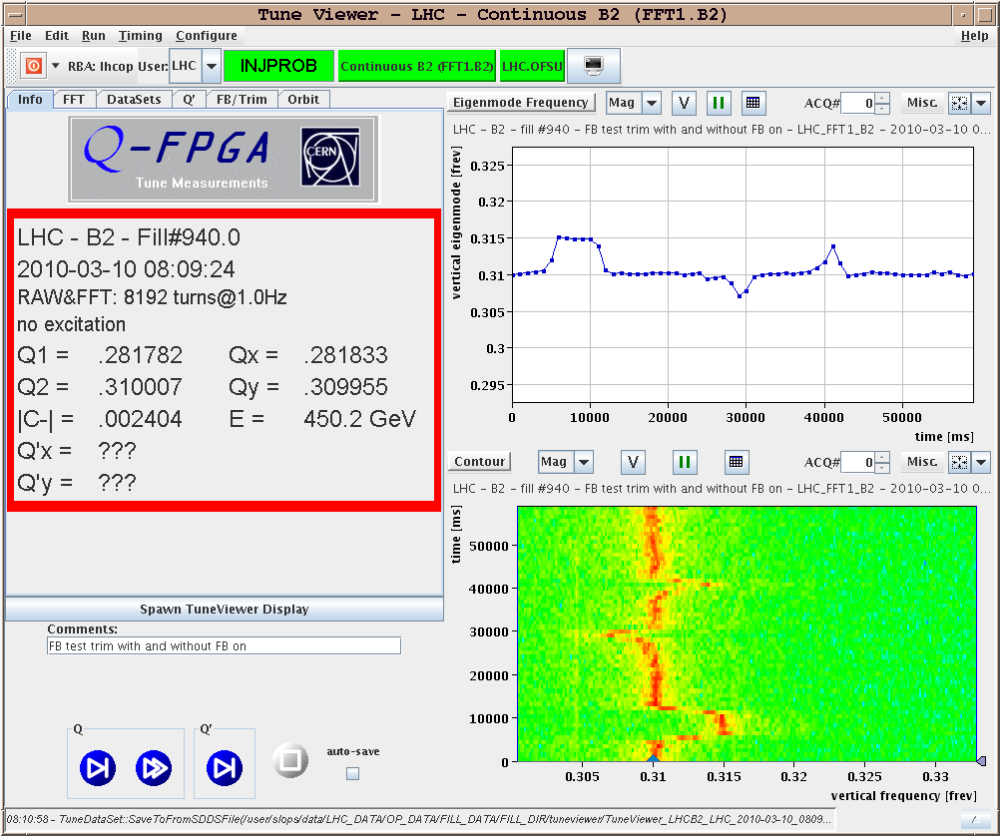 Tune Viewer - LHC - Continuous B2 (FFT1.B2)
File Edit Run Timing Configure Help
RBA: lhcop User: LHC INJPROB Continuous B2 (FFT1.B2) LHC.OFSU
Info FFT DataSets Q' FB/Trim Orbit
Q-FPGA
Tune Measurements
CERN
LHC - B2 - Fill#940.0
2010-03-10 08:09:24
RAW&FFT: 8192 turns@1.0Hz
no excitation
Q1 = .281782 Qx = .281833
Q2 = .310007 Qy = .309955
|C-| = .002404 E = 450.2 GeV
Q'x = ???
Q'y = ???
Spawn TuneViewer Display
Comments:
FB test trim with and without FB on
Q Q'
auto-save
Eigenmode Frequency Mag V ACQ# 0 Misc.
LHC - B2 - fill #940 - FB test trim with and without FB on - LHC_FFT1_B2 - 2010-03-10 0...
vertical eigenmode [frev]
0.325
0.32
0.315
0.31
0.305
0.3
0.295
0 10000 20000 30000 40000 50000
time [ms]
Contour Mag V ACQ# 0 Misc.
LHC - B2 - fill #940 - FB test trim with and without FB on - LHC_FFT1_B2 - 2010-03-10 0...
time [ms]
50000
40000
30000
20000
10000
0
0.305 0.31 0.315 0.32 0.325 0.33
vertical frequency [frev]
08:10:58 - TuneDataSet::SaveToFromSDDSFile(/user/slops/data/LHC_DATA/OP_DATA/FILL_DATA/FILL_DIR/tuneviewer/TuneViewer_LHCB2_LHC_2010-03-10_0809...